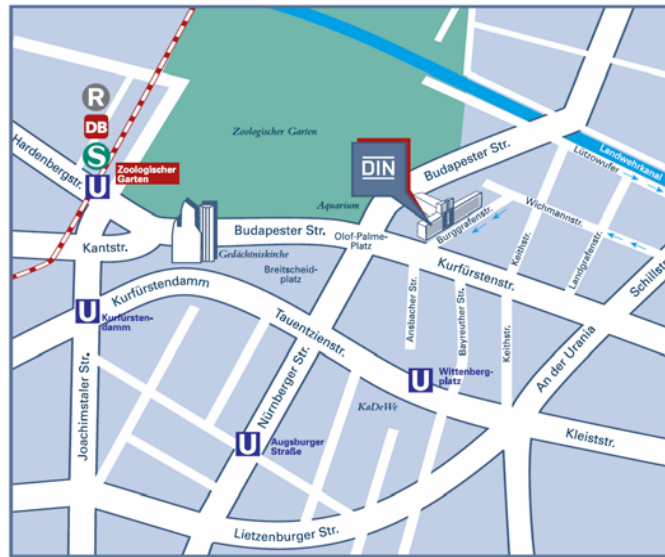 R
DB
S
U
Zoologischer
Garten
Hardenbergstr.
Zoologischer Garten
DIN
Budapester Str.
Landwehrkanal
Lützowufer
Aquarium
Wichmannstr.
Burggrafenstr.
Budapester Str.
Olof-Palme-
Platz
Kantstr.
Gedächtniskirche
Breitscheid-
platz
Keithstr.
Landgrafenstr.
Schillstr.
Kurfürstenstr.
Kurfürstendamm
U
Kurfürsten-
damm
Ansbacher Str.
Bayreuther Str.
Keithstr.
Tauentzienstr.
An der Urania
Joachimstaler Str.
Nürnberger Str.
U
Wittenberg-
platz
KaDeWe
Kleiststr.
U
Augsburger
Straße
Lietzenburger Str.